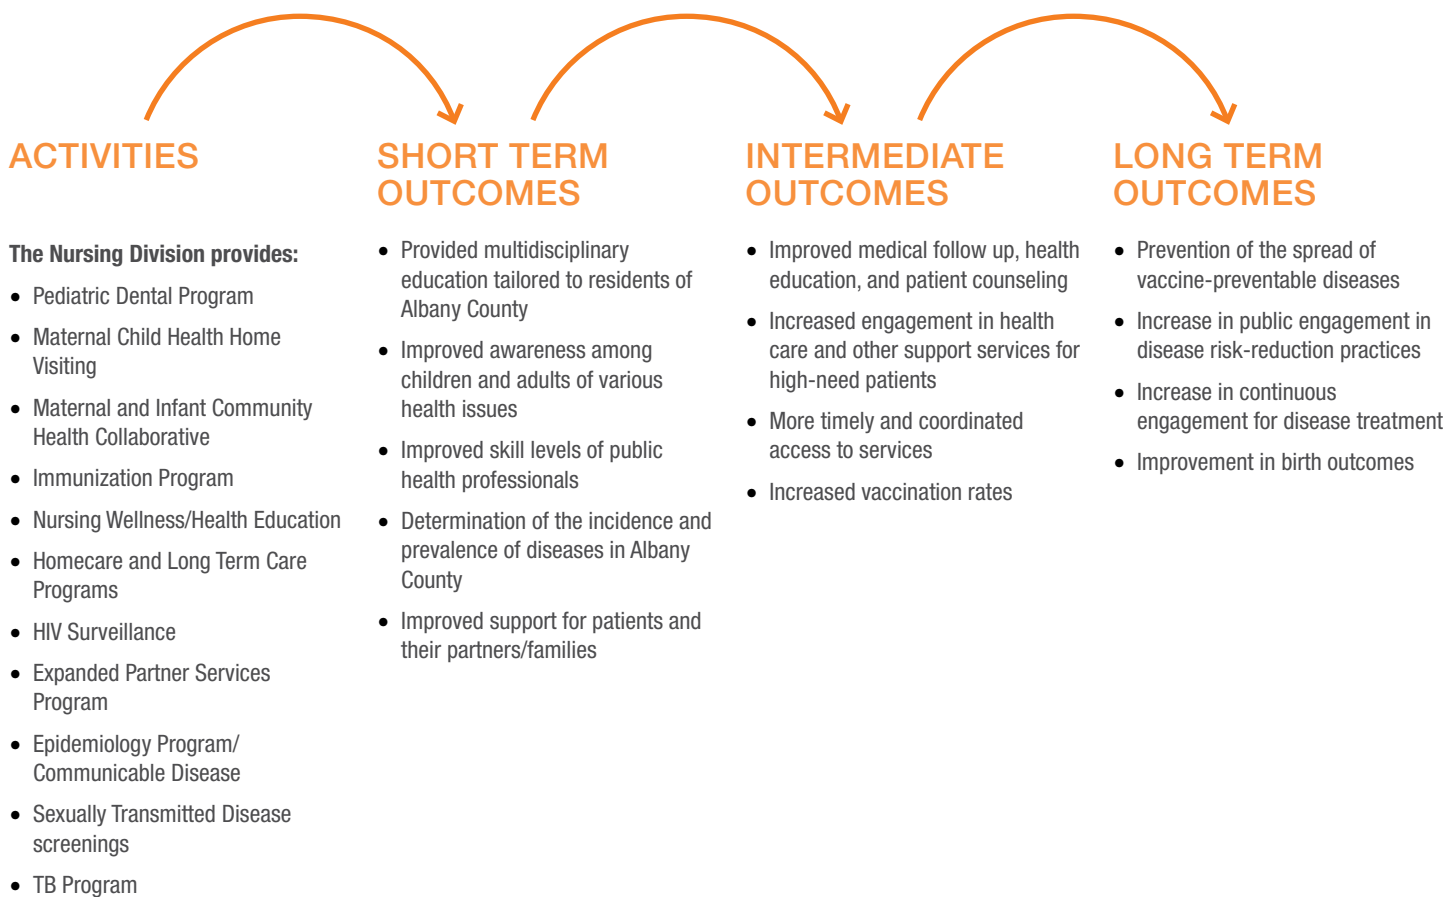 ACTIVITIES
The Nursing Division provides:
• Pediatric Dental Program
• Maternal Child Health Home
Visiting
• Maternal and Infant Community
Health Collaborative
• Immunization Program
• Nursing Wellness/Health Education
• Homecare and Long Term Care
Programs
• HIV Surveillance
• Expanded Partner Services
Program
• Epidemiology Program/
Communicable Disease
• Sexually Transmitted Disease
screenings
• TB Program
SHORT TERM
OUTCOMES
• Provided multidisciplinary
education tailored to residents of
Albany County
• Improved awareness among
children and adults of various
health issues
• Improved skill levels of public
health professionals
• Determination of the incidence and
prevalence of diseases in Albany
County
• Improved support for patients and
their partners/families
INTERMEDIATE
OUTCOMES
• Improved medical follow up, health
education, and patient counseling
• Increased engagement in health
care and other support services for
high-need patients
• More timely and coordinated
access to services
• Increased vaccination rates
LONG TERM
OUTCOMES
• Prevention of the spread of
vaccine-preventable diseases
• Increase in public engagement in
disease risk-reduction practices
• Increase in continuous
engagement for disease treatment
• Improvement in birth outcomes